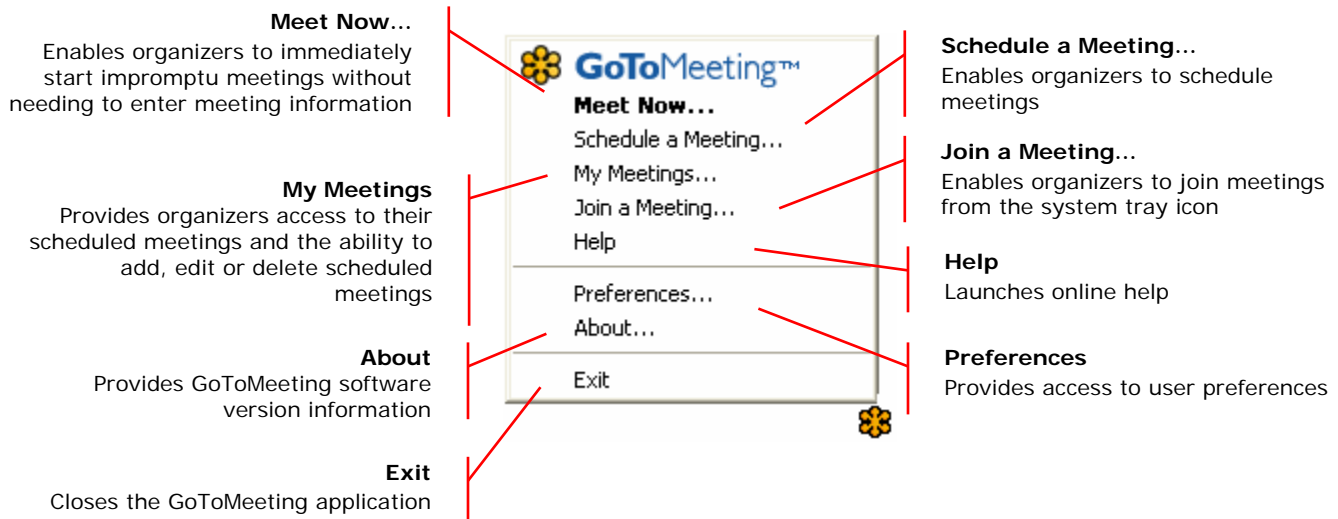 Meet Now...
Enables organizers to immediately
start impromptu meetings without
needing to enter meeting information
My Meetings
Provides organizers access to their
scheduled meetings and the ability to
add, edit or delete scheduled
meetings
About
Provides GoToMeeting software
version information
Exit
Closes the GoToMeeting application
GoToMeeting™
Meet Now...
Schedule a Meeting...
My Meetings...
Join a Meeting...
Help
Preferences...
About...
Exit
Schedule a Meeting...
Enables organizers to schedule
meetings
Join a Meeting...
Enables organizers to join meetings
from the system tray icon
Help
Launches online help
Preferences
Provides access to user preferences